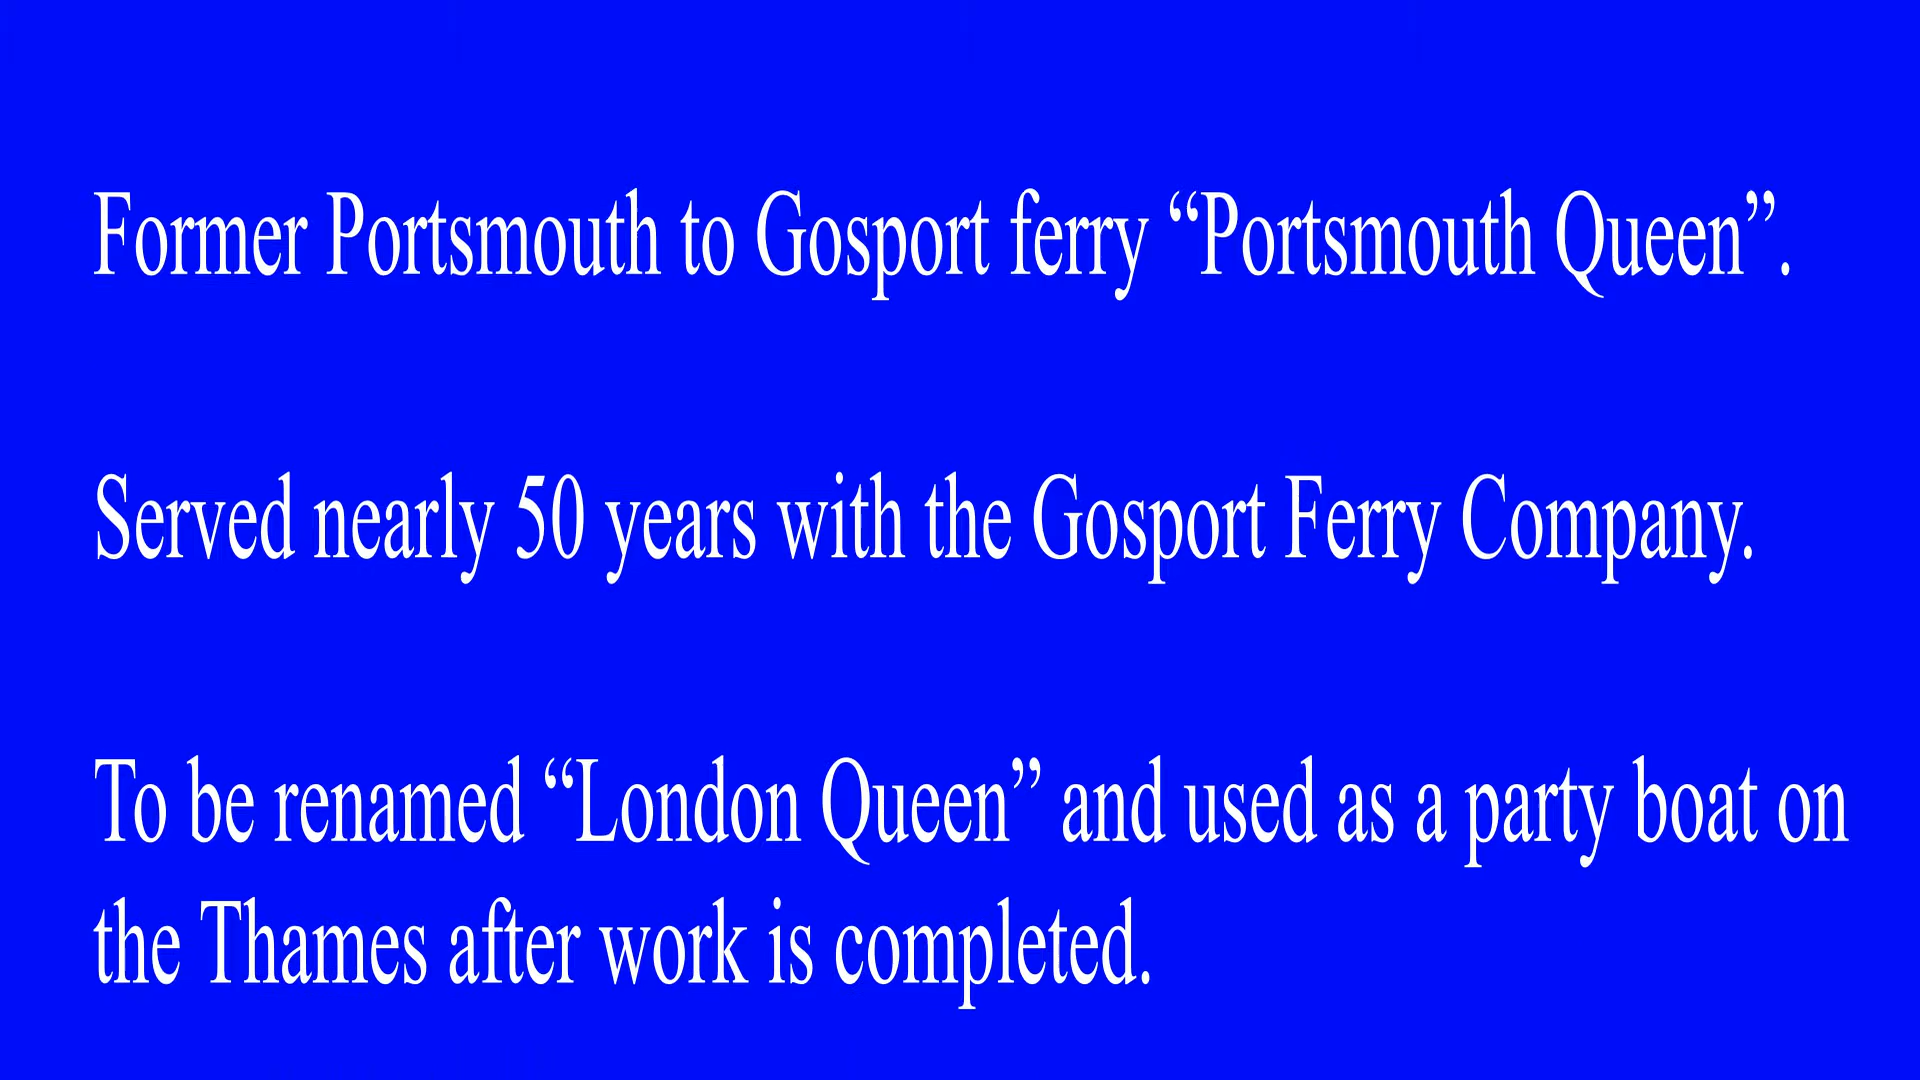 Former Portsmouth to Gosport ferry “Portsmouth Queen”.
Served nearly 50 years with the Gosport Ferry Company.
To be renamed “London Queen” and used as a party boat on
the Thames after work is completed.